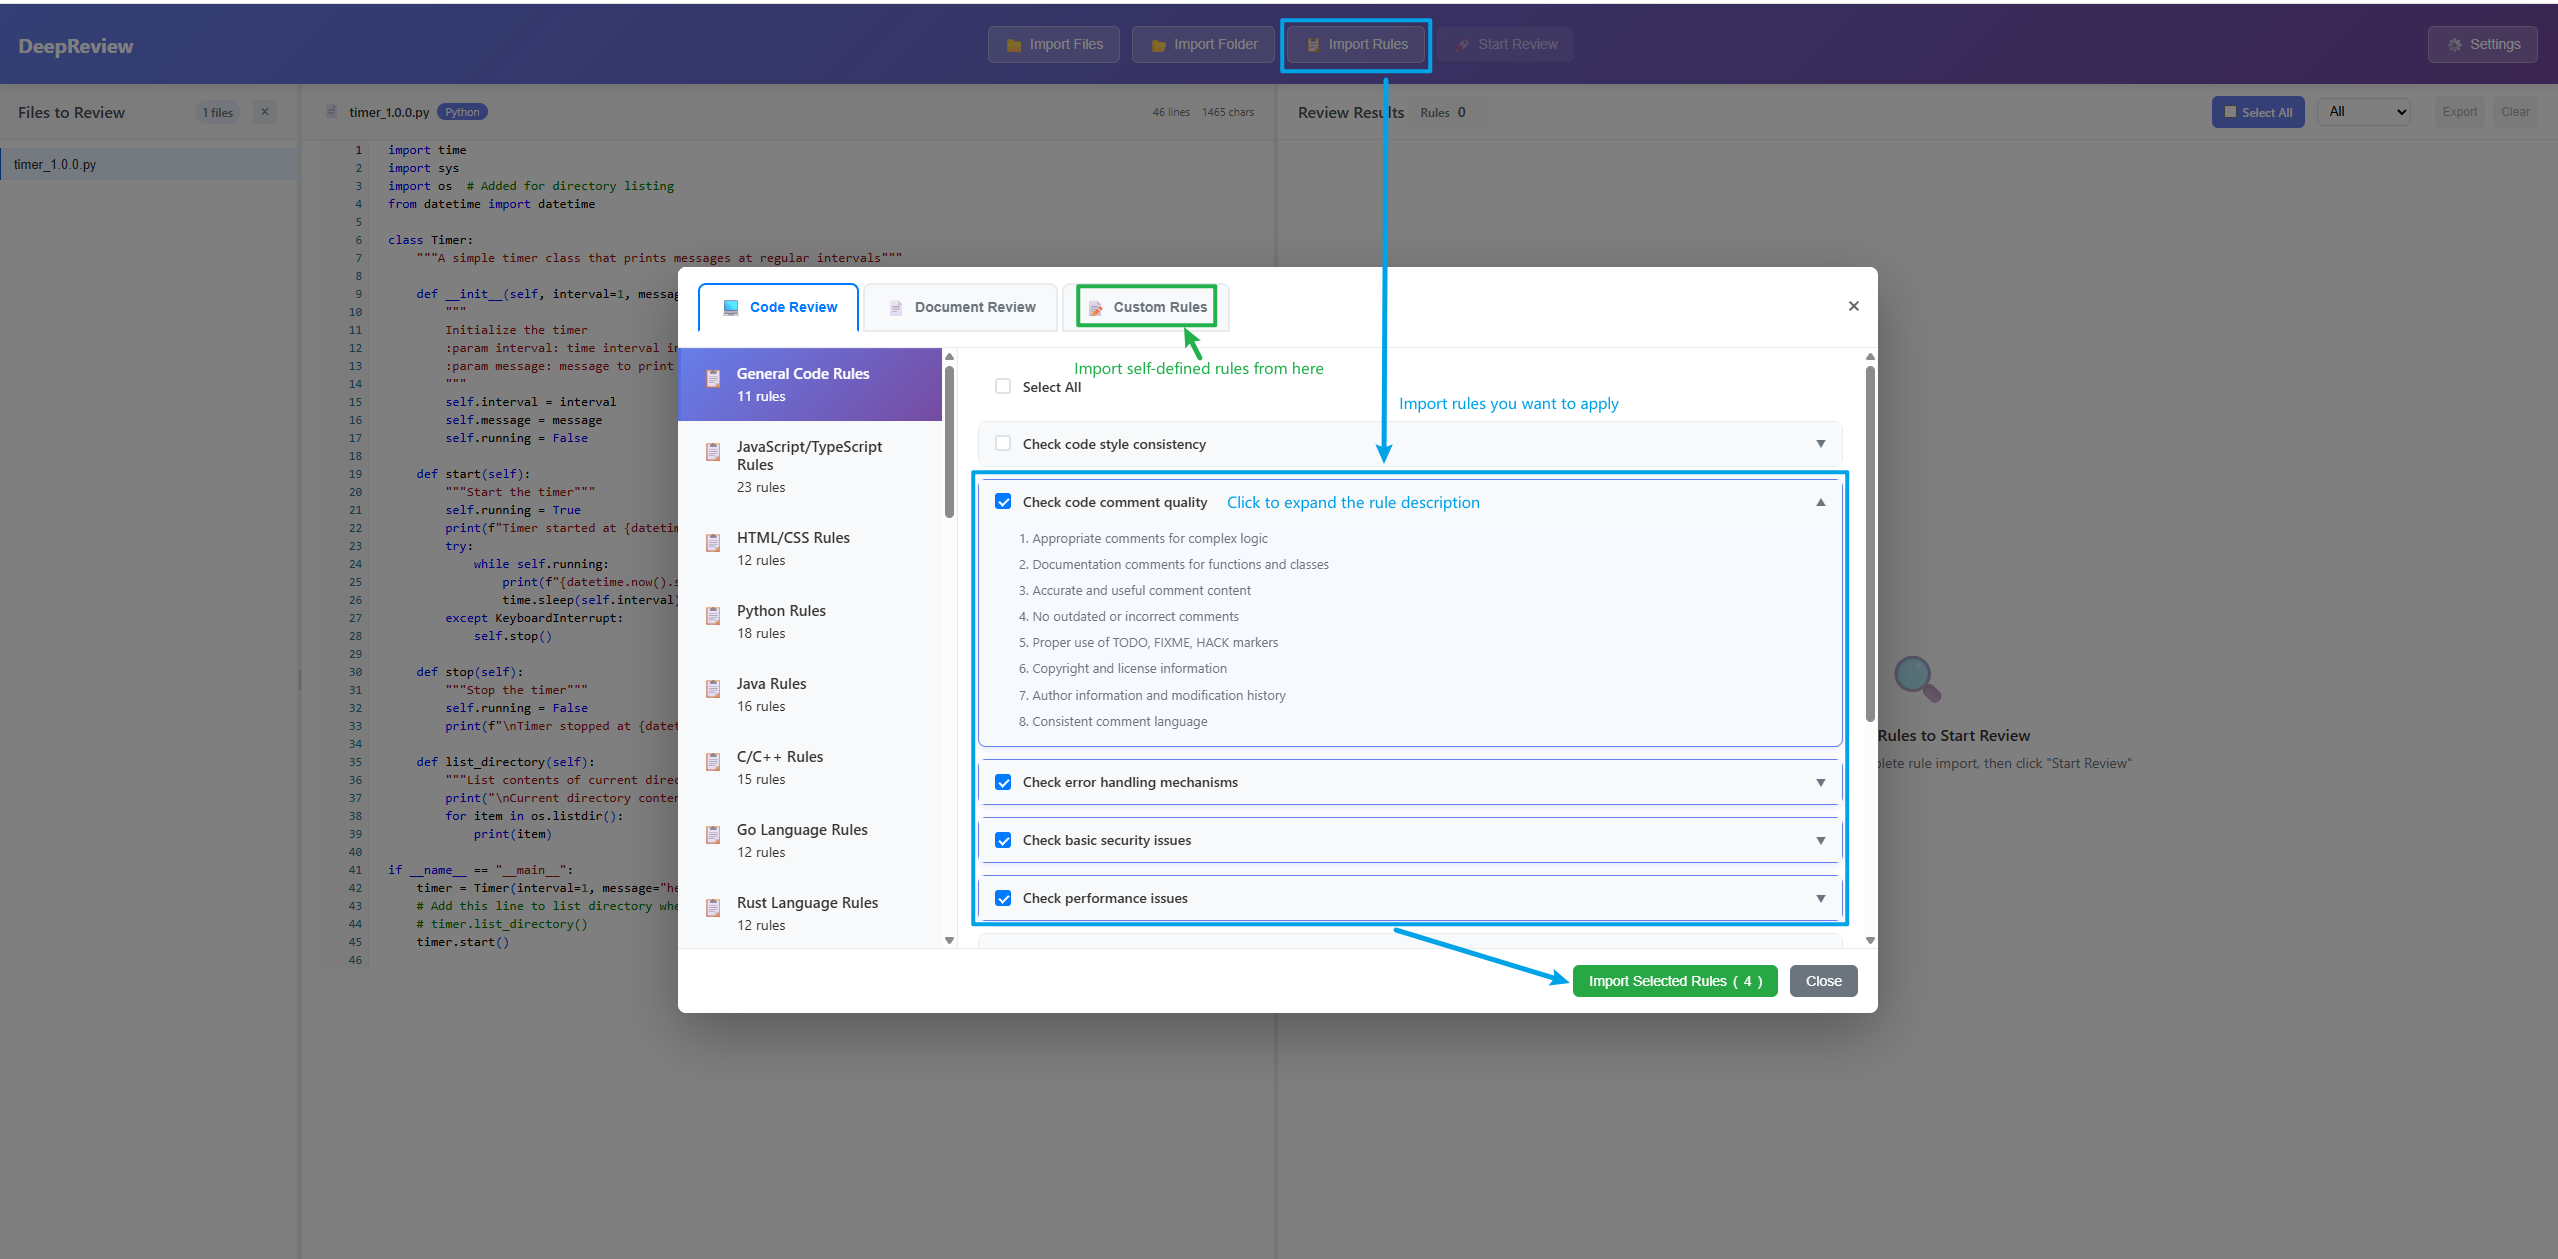 DeepReview
Import Files
Import Folder
Import Rules
Start Review
Settings
Files to Review
1 files
×
timer_1.0.0.py
Python
46 lines
1465 chars
Review Results
Rules 0
Select All
All
Export
Clear
timer_1.0.0.py
1 import time
2 import sys
3 import os  # Added for directory listing
4 from datetime import datetime
5
6 class Timer:
7     """A simple timer class that prints messages at regular intervals"""
8
9     def __init__(self, interval=1, messag
10         """
11         Initialize the timer
12         :param interval: time interval
13         :param message: message to print
14         """
15         self.interval = interval
16         self.message = message
17         self.running = False
18
19     def start(self):
20         """Start the timer"""
21         self.running = True
22         print(f"Timer started at {datetim
23         try:
24             while self.running:
25                 print(f"{datetime.now().s
26                 time.sleep(self.interval)
27         except KeyboardInterrupt:
28             self.stop()
29
30     def stop(self):
31         """Stop the timer"""
32         self.running = False
33         print(f"\nTimer stopped at {datet
34
35     def list_directory(self):
36         """List contents of current direc
37         print("\nCurrent directory conten
38         for item in os.listdir():
39             print(item)
40
41 if __name__ == "__main__":
42     timer = Timer(interval=1, message="he
43     # Add this line to list directory whe
44     # timer.list_directory()
45     timer.start()
46
Code Review
Document Review
Custom Rules
×
Import self-defined rules from here
General Code Rules
11 rules
JavaScript/TypeScript
Rules
23 rules
HTML/CSS Rules
12 rules
Python Rules
18 rules
Java Rules
16 rules
C/C++ Rules
15 rules
Go Language Rules
12 rules
Rust Language Rules
12 rules
Select All
Import rules you want to apply
Check code style consistency
Check code comment quality
Click to expand the rule description
1. Appropriate comments for complex logic
2. Documentation comments for functions and classes
3. Accurate and useful comment content
4. No outdated or incorrect comments
5. Proper use of TODO, FIXME, HACK markers
6. Copyright and license information
7. Author information and modification history
8. Consistent comment language
Check error handling mechanisms
Check basic security issues
Check performance issues
Import Selected Rules ( 4 )
Close
Rules to Start Review
lete rule import, then click "Start Review"